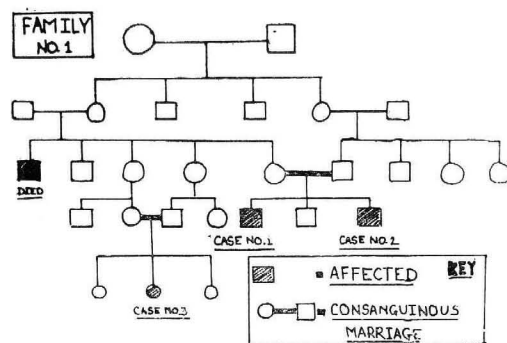 FAMILY
NO. 1
DIED
CASE NO.1
CASE NO.2
CASE NO.3
KEY
= AFFECTED
= CONSANGUINOUS
MARRIAGE